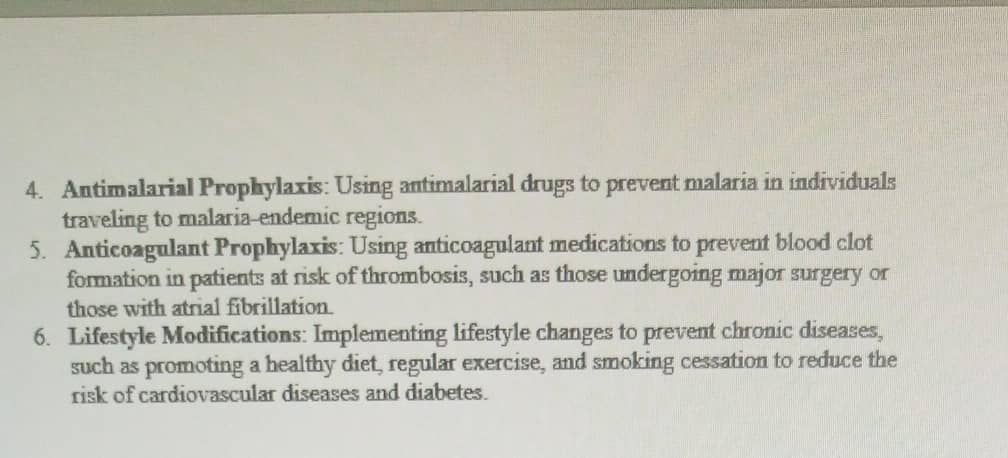 4. Antimalarial Prophylaxis: Using antimalarial drugs to prevent malaria in individuals
traveling to malaria-endemic regions.
5. Anticoagulant Prophylaxis: Using anticoagulant medications to prevent blood clot
formation in patients at risk of thrombosis, such as those undergoing major surgery or
those with atrial fibrillation.
6. Lifestyle Modifications: Implementing lifestyle changes to prevent chronic diseases,
such as promoting a healthy diet, regular exercise, and smoking cessation to reduce the
risk of cardiovascular diseases and diabetes.